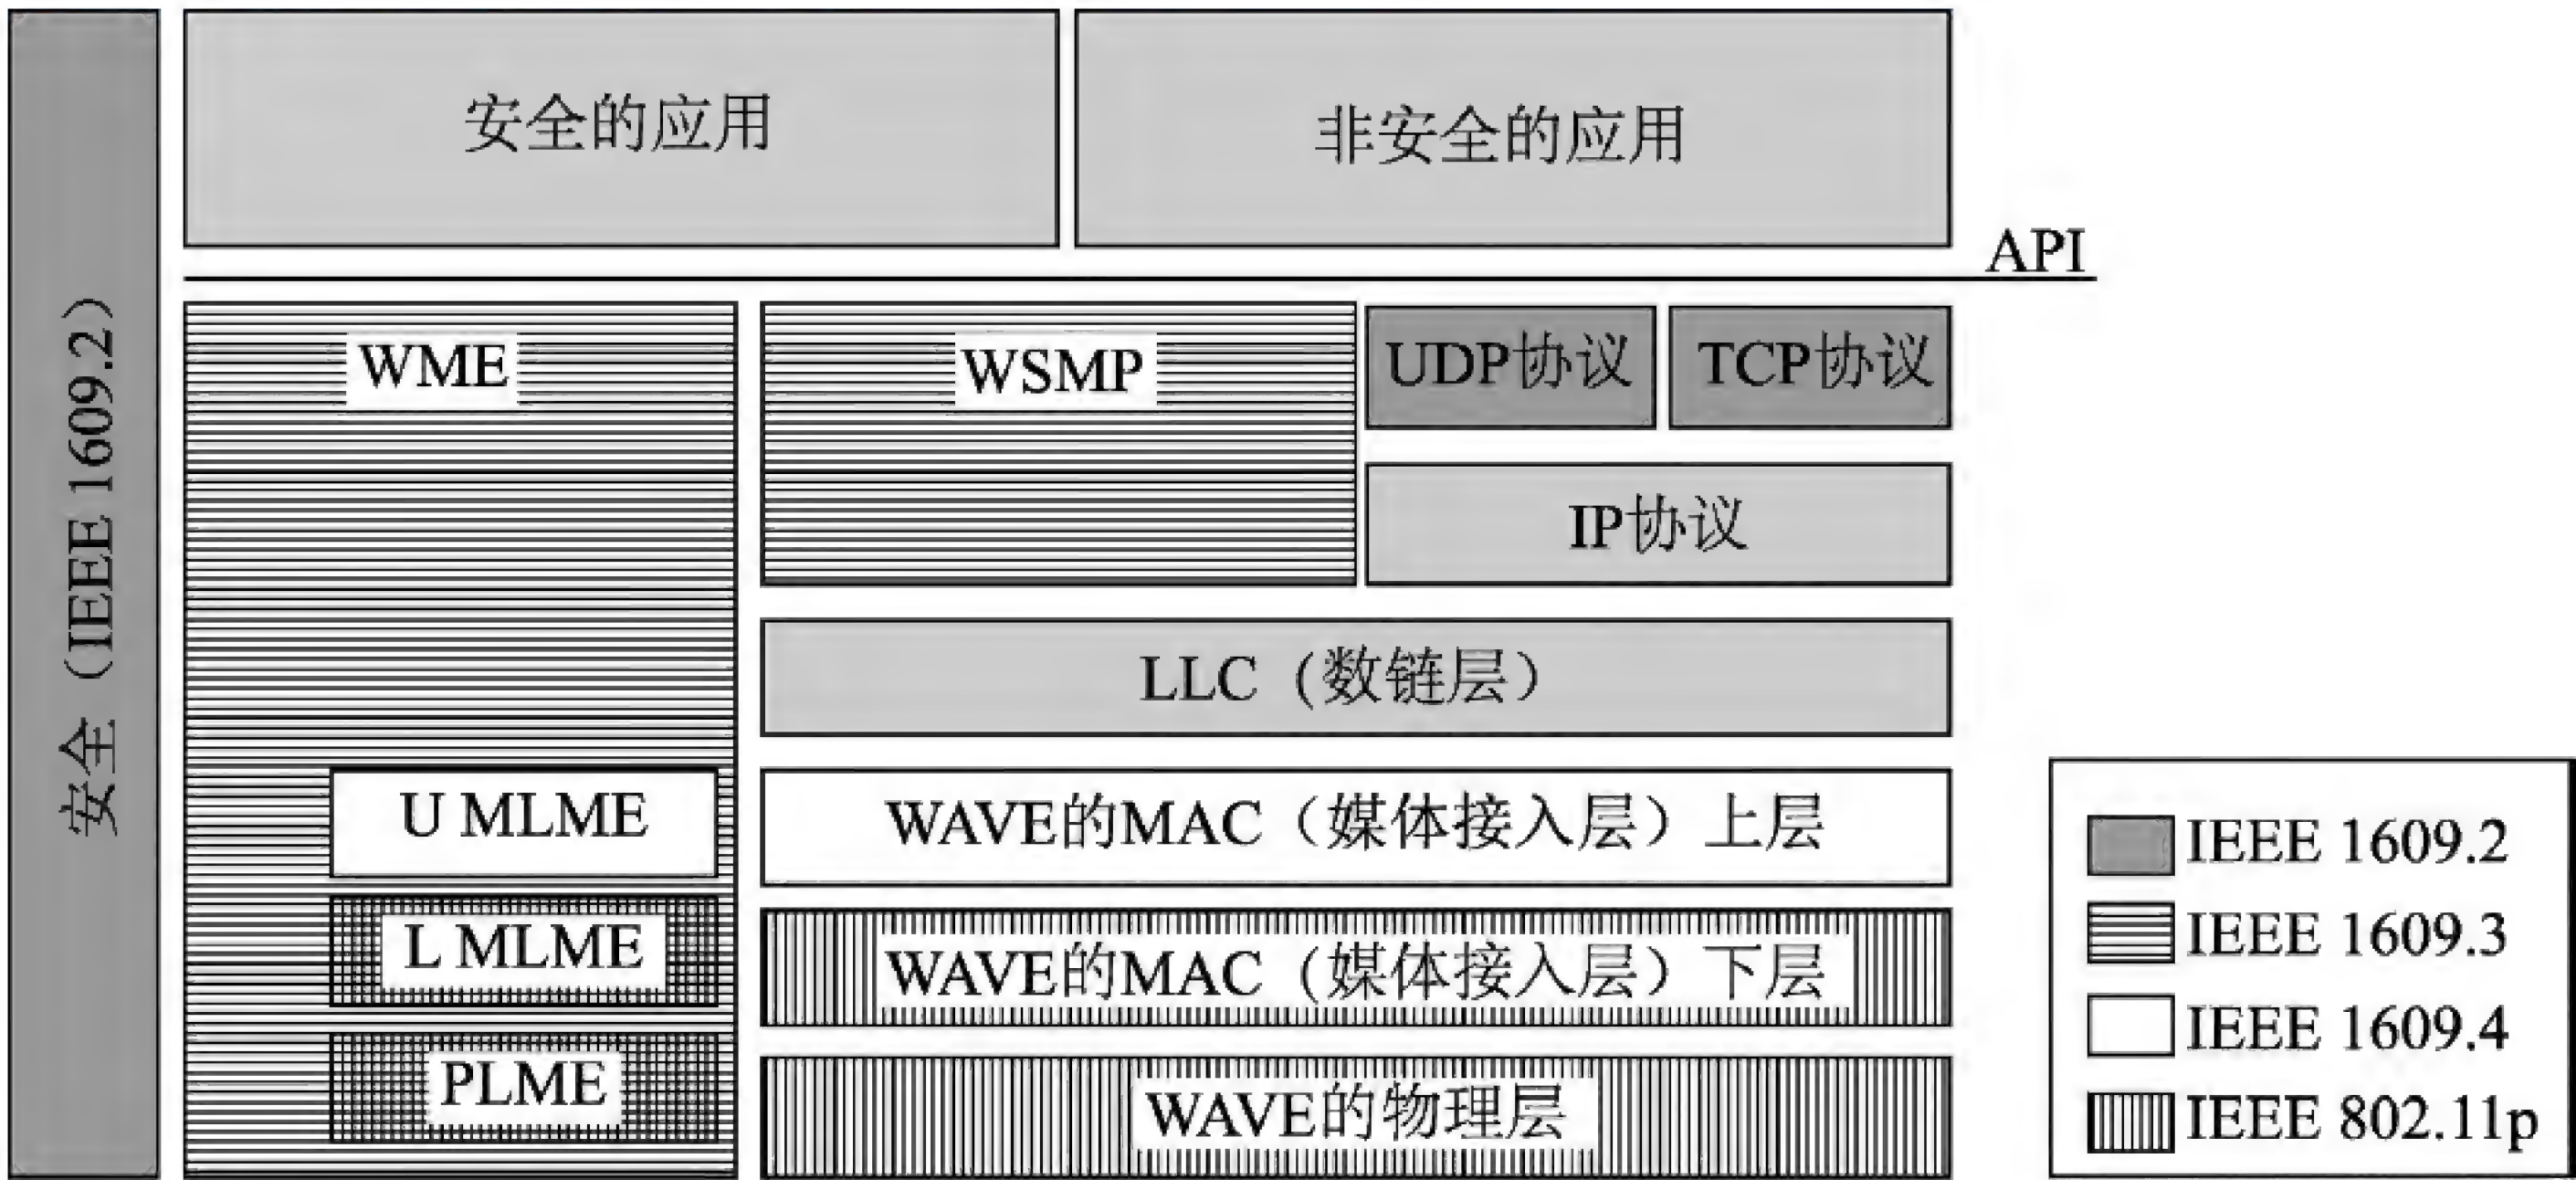 安全（IEEE 1609.2）
安全的应用
非安全的应用
API
WME
WSMP
UDP协议
TCP协议
IP协议
LLC（数链层）
U MLME
WAVE的MAC（媒体接入层）上层
L MLME
WAVE的MAC（媒体接入层）下层
PLME
WAVE的物理层
IEEE 1609.2
IEEE 1609.3
IEEE 1609.4
IEEE 802.11p